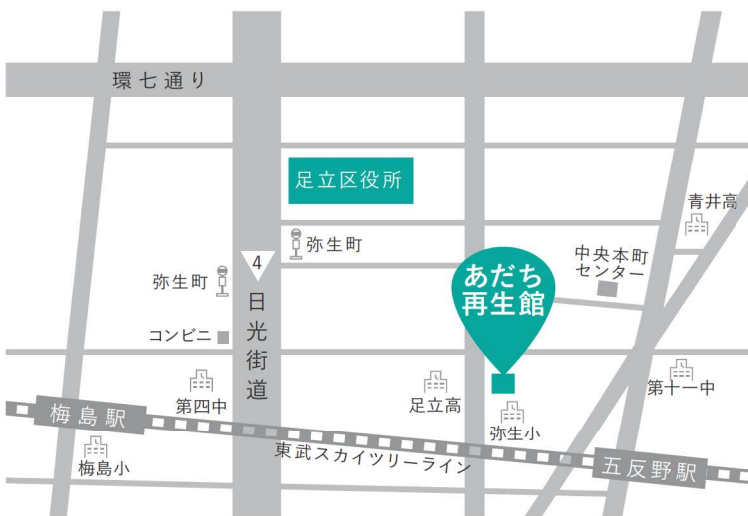 環七通り
足立区役所
青井高
弥生町
中央本町
センター
4
弥生町
あだち
再生館
日光街道
コンビニ
第四中
足立高
第十一中
弥生小
梅島駅
東武スカイツリーライン
梅島小
五反野駅